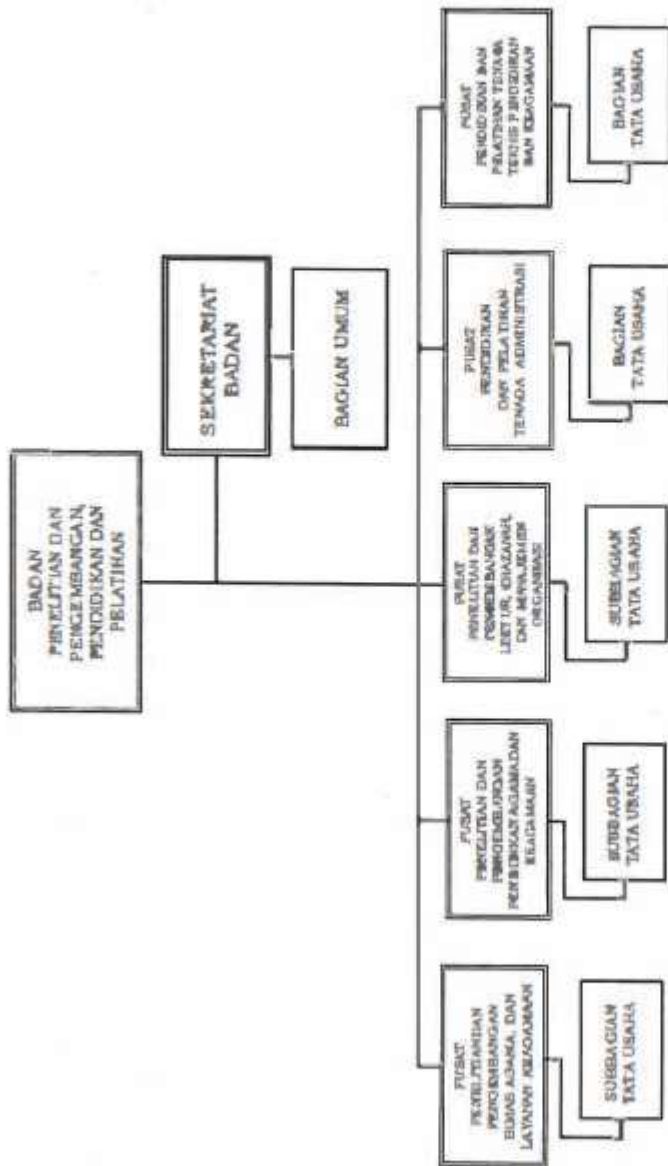 BADAN
PENELITIAN DAN
PENGEMBANGAN,
PENDIDIKAN DAN
PELATIHAN
SEKRETARIAT
BADAN
BAGIAN UMUM
PUSAT
PENELITIAN DAN
PENGEMBANGAN
BIMAS AGAMA, DAN
LAYANAN KEAGAMAAN
PUSAT
PENELITIAN DAN
PENGEMBANGAN
PENDIDIKAN AGAMA DAN
KEAGAMAAN
PUSAT
PENELITIAN DAN
PENGEMBANGAN
LEKTUR, KHAZANAH,
DAN MANAJEMEN
ORGANISASI
PUSAT
PENDIDIKAN
DAN PELATIHAN
TENAGA ADMINISTRASI
PUSAT
PENDIDIKAN DAN
PELATIHAN TENAGA
TEKNIS PENDIDIKAN
DAN KEAGAMAAN
SUBBAGIAN
TATA USAHA
SUBBAGIAN
TATA USAHA
SUBBAGIAN
TATA USAHA
BAGIAN
TATA USAHA
BAGIAN
TATA USAHA